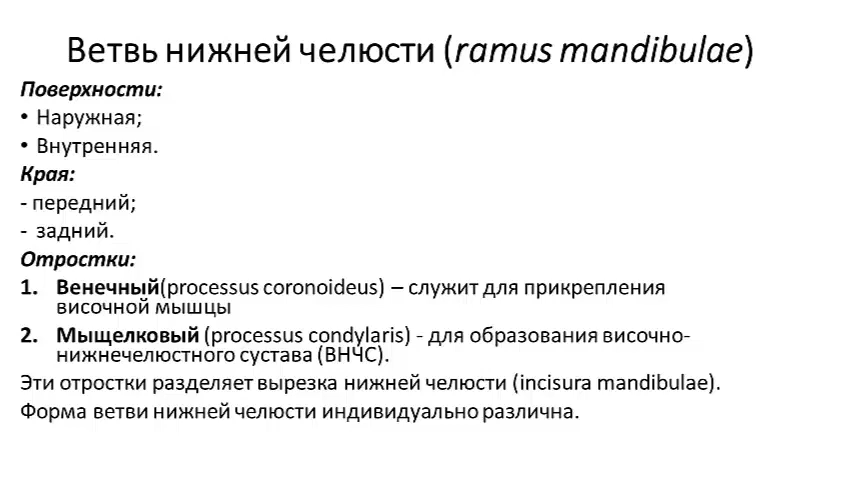 Ветвь нижней челюсти (ramus mandibulae)
Поверхности:
• Наружная;
• Внутренняя.
Края:
- передний;
- задний.
Отростки:
1. Венечный(processus coronoideus) – служит для прикрепления
височной мышцы
2. Мыщелковый (processus condylaris) - для образования височно-
нижнечелюстного сустава (ВНЧС).
Эти отростки разделяет вырезка нижней челюсти (incisura mandibulae).
Форма ветви нижней челюсти индивидуально различна.